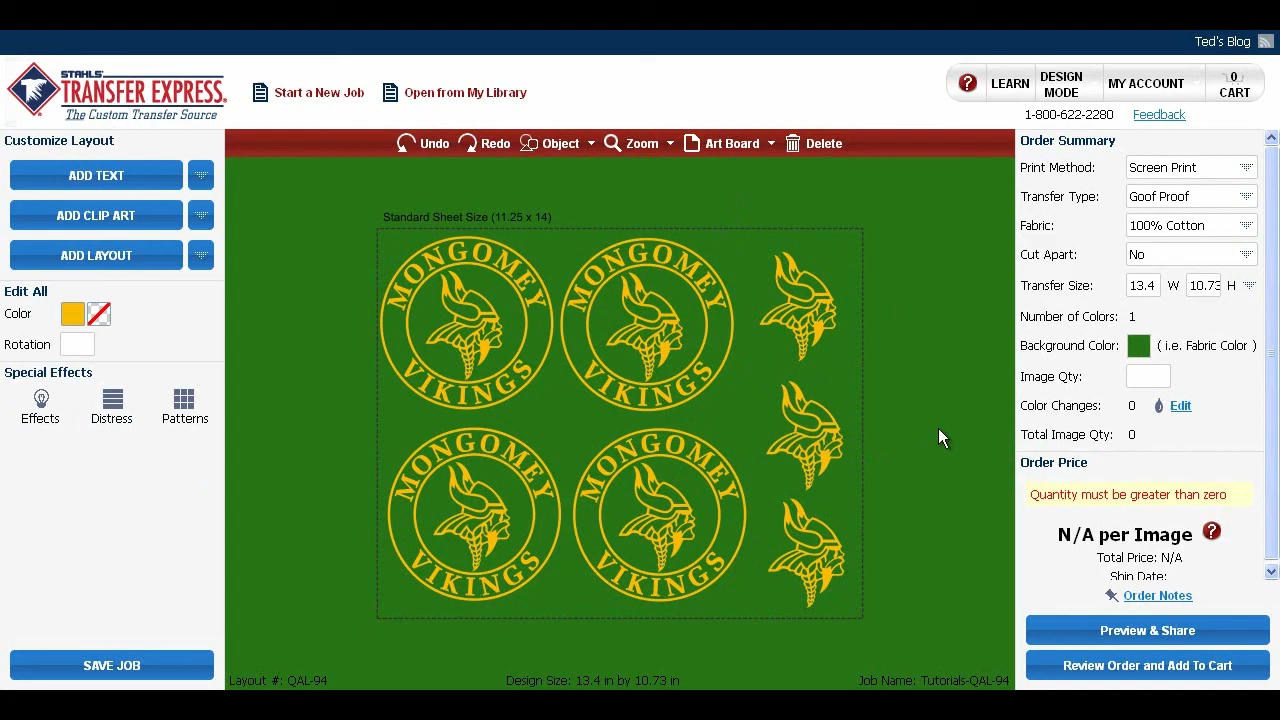 Ted's Blog
STAHLS'
TRANSFER EXPRESS.
The Custom Transfer Source
Start a New Job
Open from My Library
?
LEARN
DESIGN MODE
MY ACCOUNT
0
CART
1-800-622-2280
Feedback
Customize Layout
ADD TEXT
ADD CLIP ART
ADD LAYOUT
Edit All
Color
Rotation
Special Effects
Effects
Distress
Patterns
SAVE JOB
Undo
Redo
Object
Zoom
Art Board
Delete
Standard Sheet Size (11.25 x 14)
MONGOMEY
VIKINGS
MONGOMEY
VIKINGS
MONGOMEY
VIKINGS
MONGOMEY
VIKINGS
Layout #: QAL-94
Design Size: 13.4 in by 10.73 in
Job Name: Tutorials-QAL-94
Order Summary
Print Method: Screen Print
Transfer Type: Goof Proof
Fabric: 100% Cotton
Cut Apart: No
Transfer Size: 13.4 W 10.73 H
Number of Colors: 1
Background Color: ( i.e. Fabric Color )
Image Qty:
Color Changes: 0 Edit
Total Image Qty: 0
Order Price
Quantity must be greater than zero
N/A per Image ?
Total Price: N/A
Ship Date:
Order Notes
Preview & Share
Review Order and Add To Cart